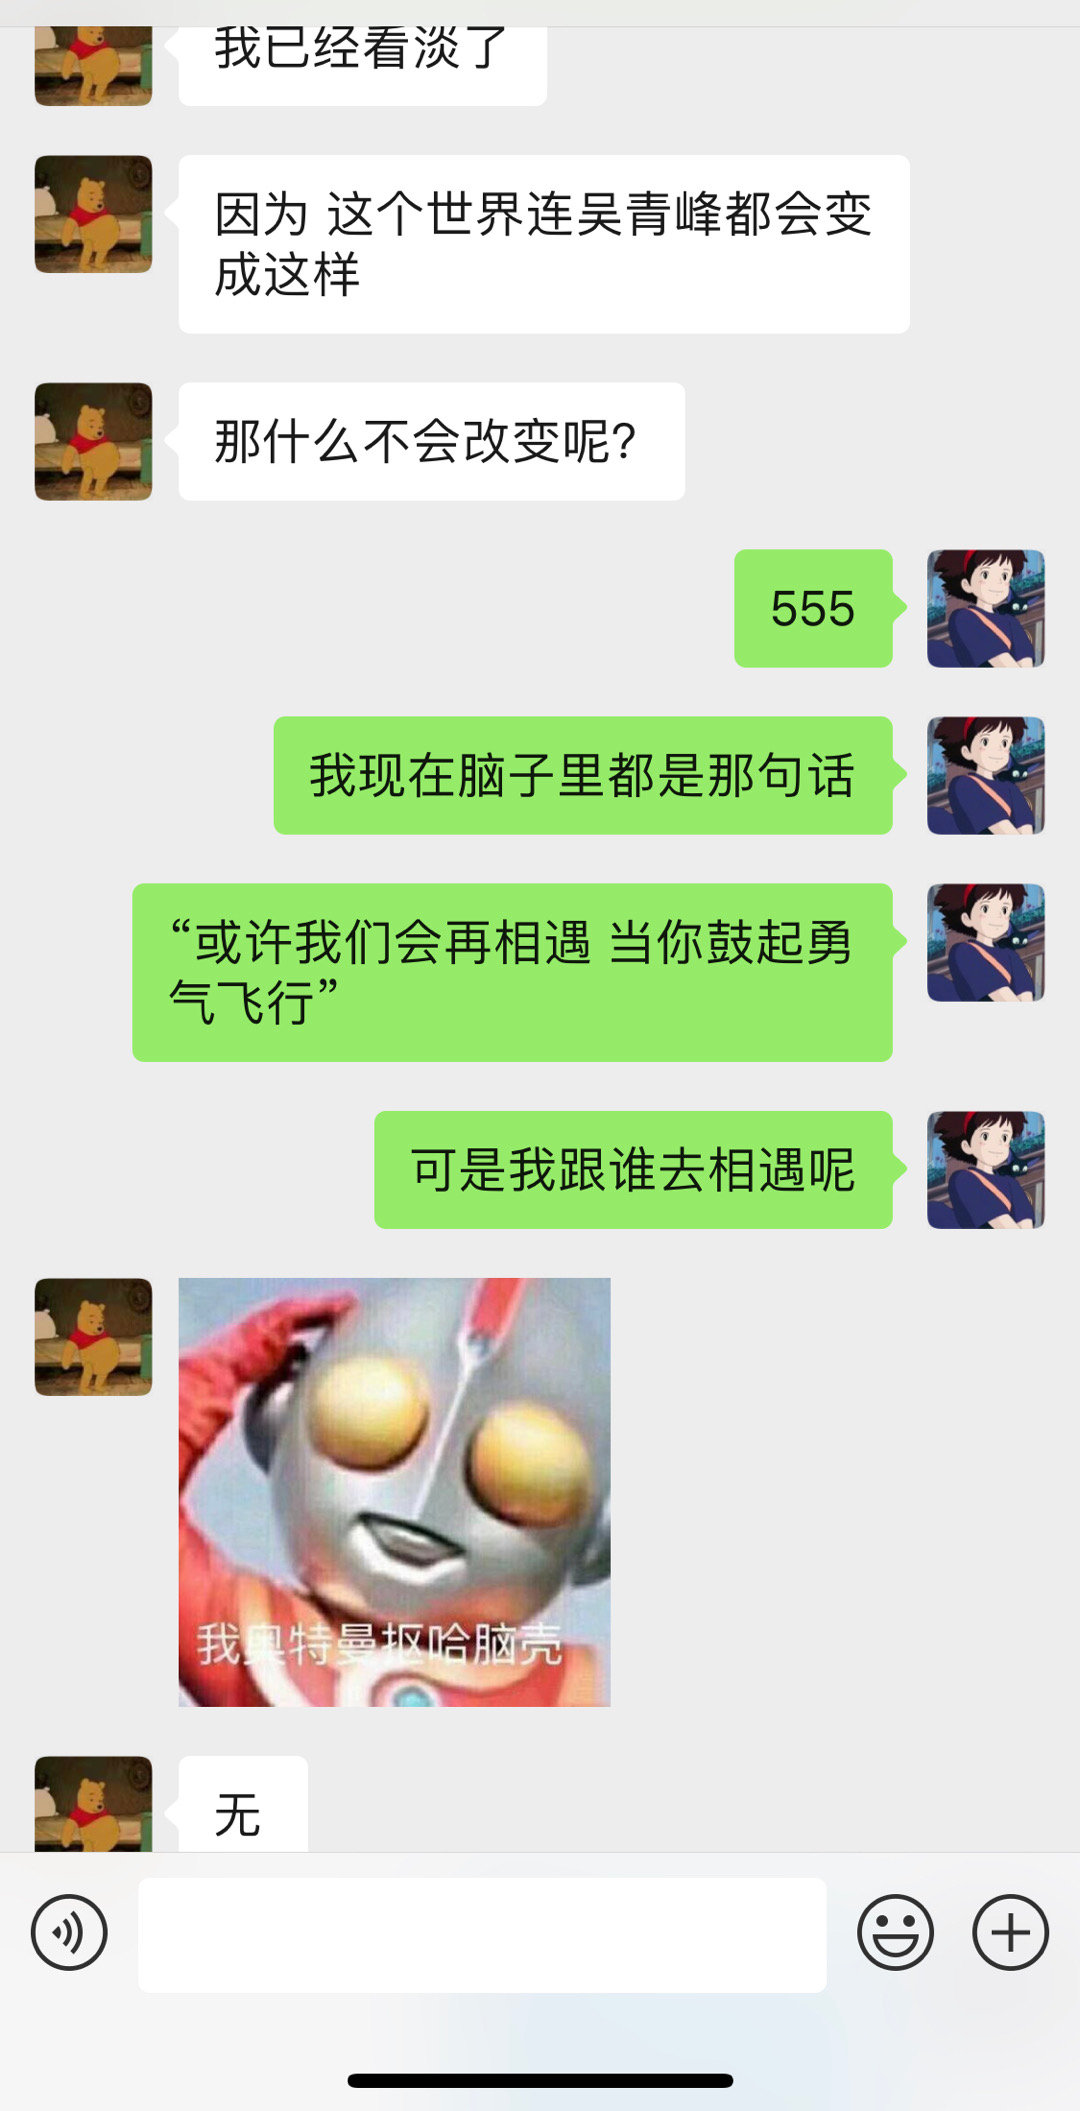 我已经看淡了
因为 这个世界连吴青峰都会变
成这样
那什么不会改变呢?
555
我现在脑子里都是那句话
“或许我们会再相遇 当你鼓起勇
气飞行”
可是我跟谁去相遇呢
我奥特曼抠哈脑壳
无